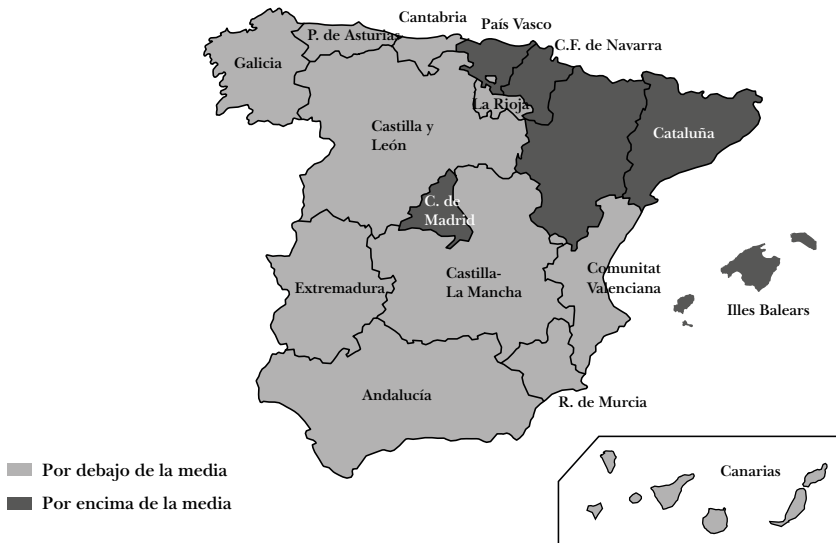 Cantabria
País Vasco
P. de Asturias
C.F. de Navarra
Galicia
La Rioja
Castilla y
León
Cataluña
C. de
Madrid
Extremadura
Castilla-
La Mancha
Comunitat
Valenciana
Illes Balears
Andalucía
R. de Murcia
Por debajo de la media
Por encima de la media
Canarias